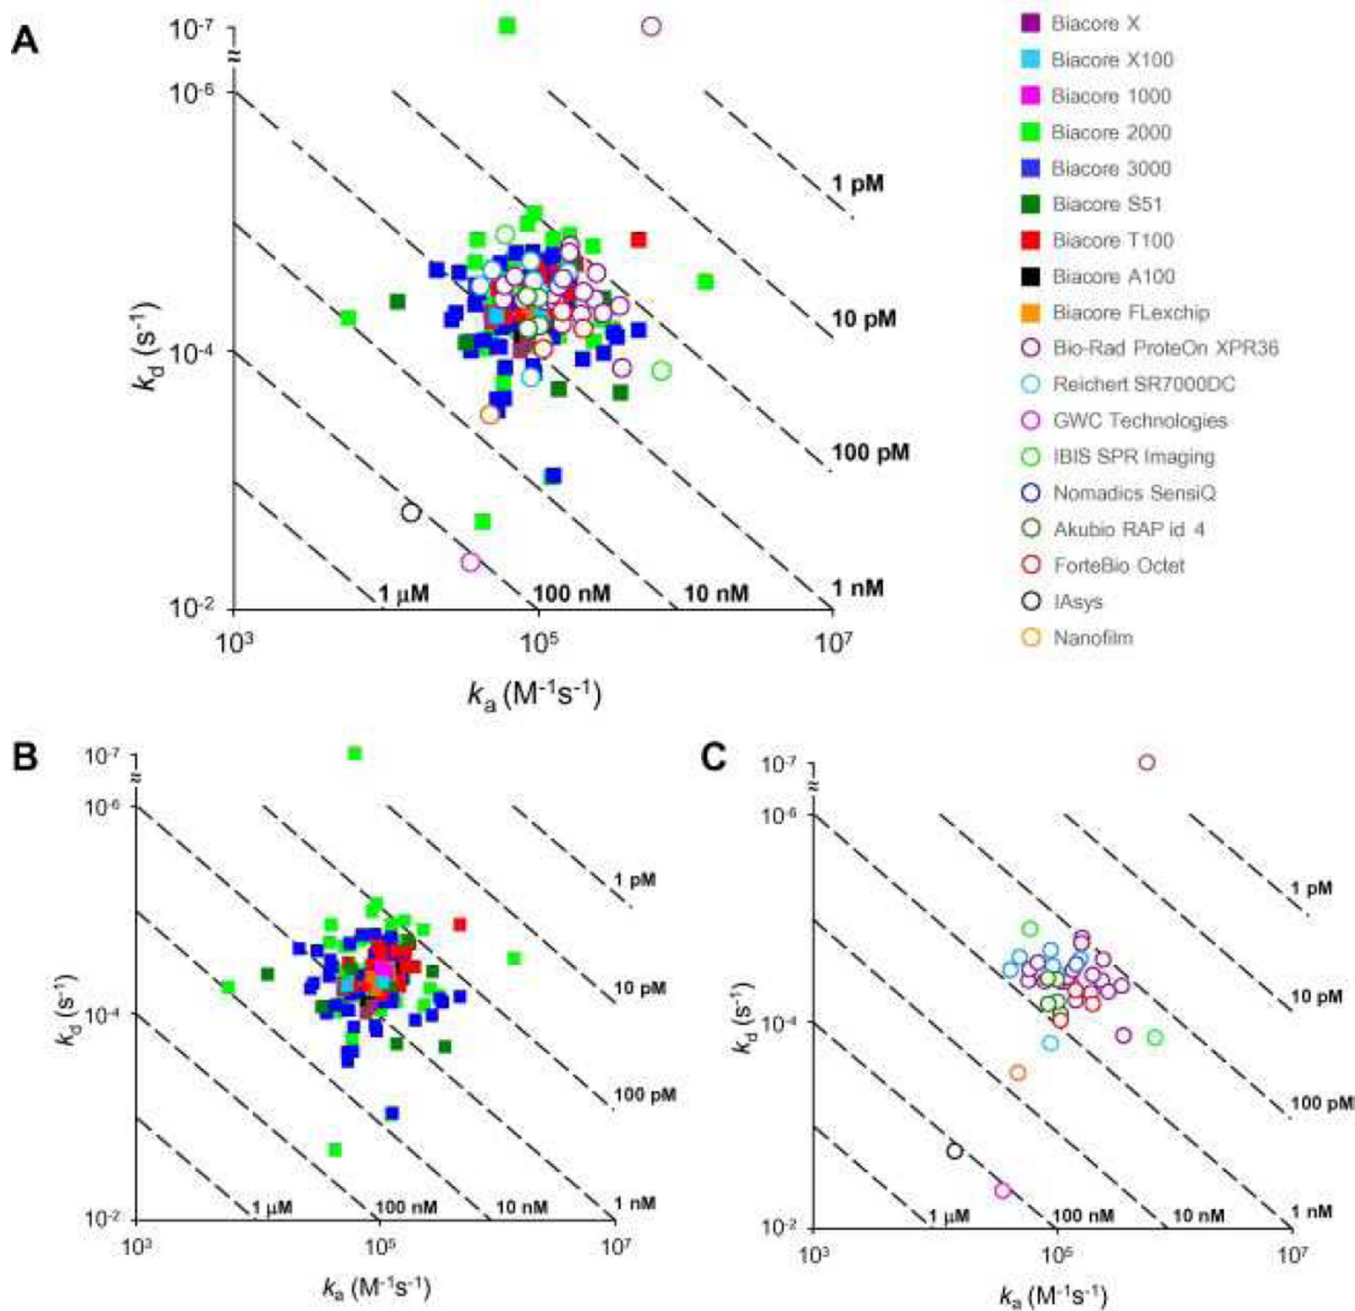 A
10⁻⁷
≈
10⁻⁶
10⁻⁴
10⁻²
k_d (s⁻¹)
1 pM
10 pM
100 pM
1 µM
100 nM
10 nM
1 nM
10³
10⁵
10⁷
k_a (M⁻¹s⁻¹)
Biacore X
Biacore X100
Biacore 1000
Biacore 2000
Biacore 3000
Biacore S51
Biacore T100
Biacore A100
Biacore FLexchip
Bio-Rad ProteOn XPR36
Reichert SR7000DC
GWC Technologies
IBIS SPR Imaging
Nomadics SensiQ
Akubio RAP id 4
ForteBio Octet
IAsys
Nanofilm
B
10⁻⁷
≈
10⁻⁶
10⁻⁴
10⁻²
k_d (s⁻¹)
1 pM
10 pM
100 pM
1 µM
100 nM
10 nM
1 nM
10³
10⁵
10⁷
k_a (M⁻¹s⁻¹)
C
10⁻⁷
≈
10⁻⁶
10⁻⁴
10⁻²
k_d (s⁻¹)
1 pM
10 pM
100 pM
1 µM
100 nM
10 nM
1 nM
10³
10⁵
10⁷
k_a (M⁻¹s⁻¹)